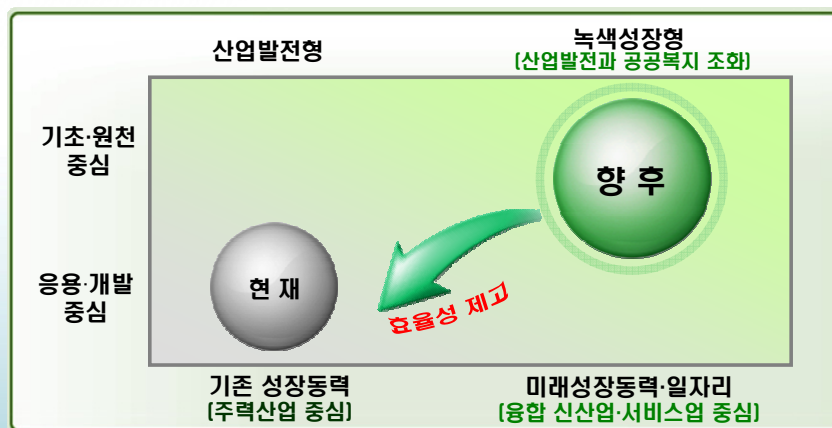 산업발전형
녹색성장형
(산업발전과 공공복지 조화)
기초·원천
중심
향 후
응용·개발
중심
현 재
효율성 제고
기존 성장동력
(주력산업 중심)
미래성장동력·일자리
(융합 신산업·서비스업 중심)